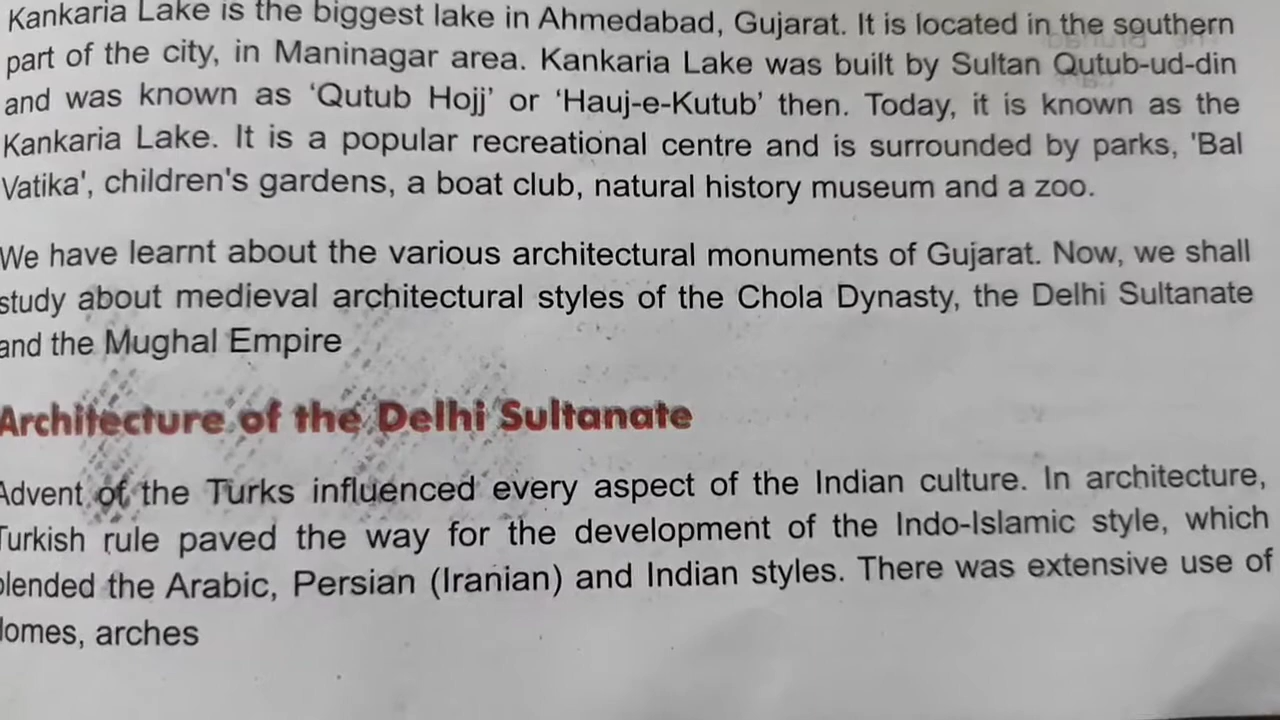 Kankaria Lake is the biggest lake in Ahmedabad, Gujarat. It is located in the southern
part of the city, in Maninagar area. Kankaria Lake was built by Sultan Qutub-ud-din
and was known as ‘Qutub Hojj’ or ‘Hauj-e-Kutub’ then. Today, it is known as the
Kankaria Lake. It is a popular recreational centre and is surrounded by parks, 'Bal
Vatika', children's gardens, a boat club, natural history museum and a zoo.
We have learnt about the various architectural monuments of Gujarat. Now, we shall
study about medieval architectural styles of the Chola Dynasty, the Delhi Sultanate
and the Mughal Empire
Architecture of the Delhi Sultanate
Advent of the Turks influenced every aspect of the Indian culture. In architecture,
Turkish rule paved the way for the development of the Indo-Islamic style, which
blended the Arabic, Persian (Iranian) and Indian styles. There was extensive use of
domes, arches